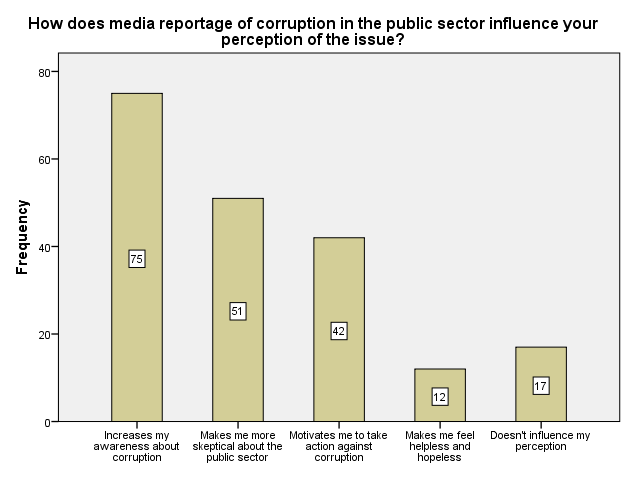 How does media reportage of corruption in the public sector influence your
perception of the issue?
80
60
40
20
0
Frequency
75
51
42
12
17
Increases my
awareness about
corruption
Makes me more
skeptical about the
public sector
Motivates me to take
action against
corruption
Makes me feel
helpless and
hopeless
Doesn't influence my
perception